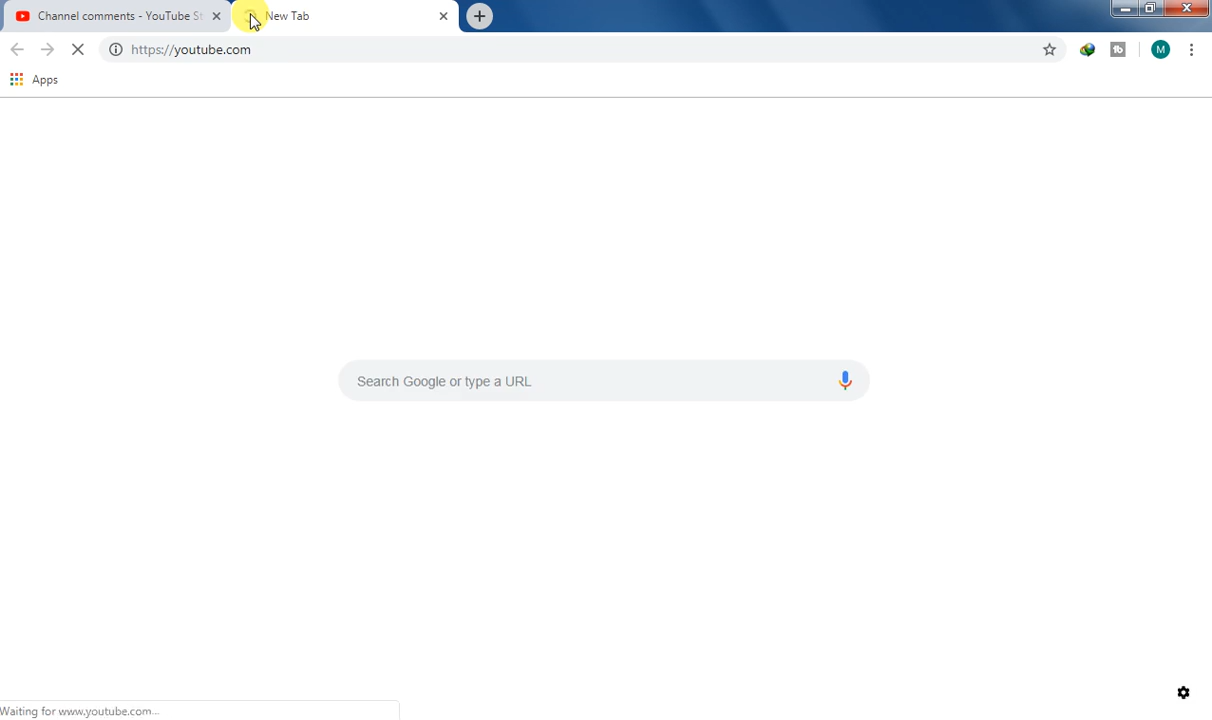 Channel comments - YouTube St
New Tab
https://youtube.com
tb
M
Apps
Search Google or type a URL
Waiting for www.youtube.com...